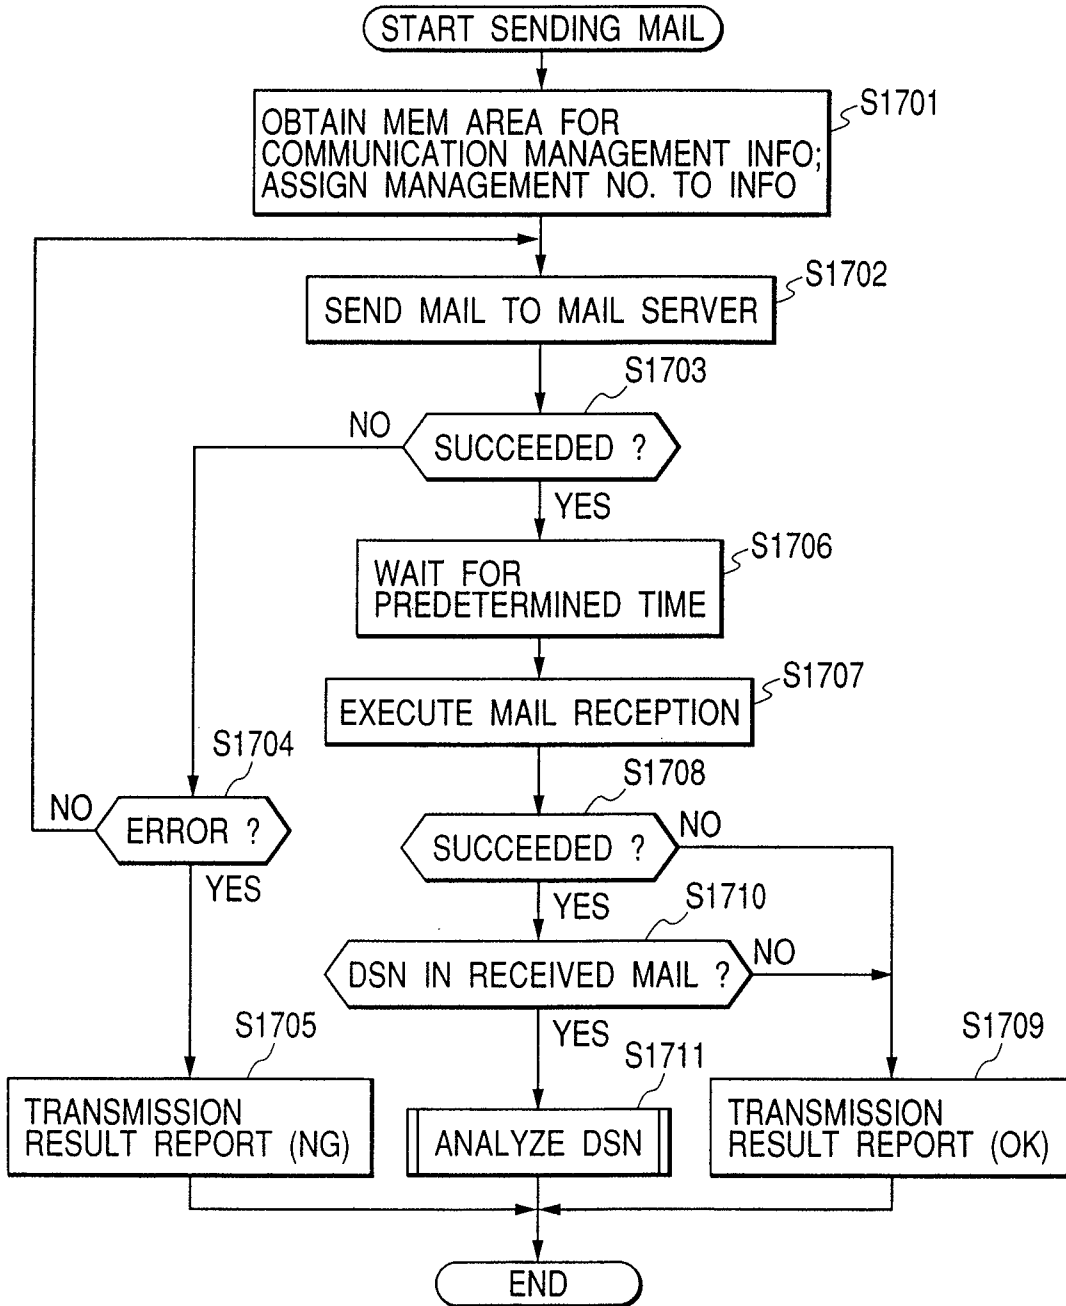 START SENDING MAIL
S1701
OBTAIN MEM AREA FOR
COMMUNICATION MANAGEMENT INFO;
ASSIGN MANAGEMENT NO. TO INFO
S1702
SEND MAIL TO MAIL SERVER
S1703
NO
SUCCEEDED ?
YES
S1706
WAIT FOR
PREDETERMINED TIME
S1707
EXECUTE MAIL RECEPTION
S1704
NO
ERROR ?
YES
S1708
SUCCEEDED ?
NO
YES
S1710
DSN IN RECEIVED MAIL ?
NO
YES
S1705
TRANSMISSION
RESULT REPORT (NG)
S1711
ANALYZE DSN
S1709
TRANSMISSION
RESULT REPORT (OK)
END